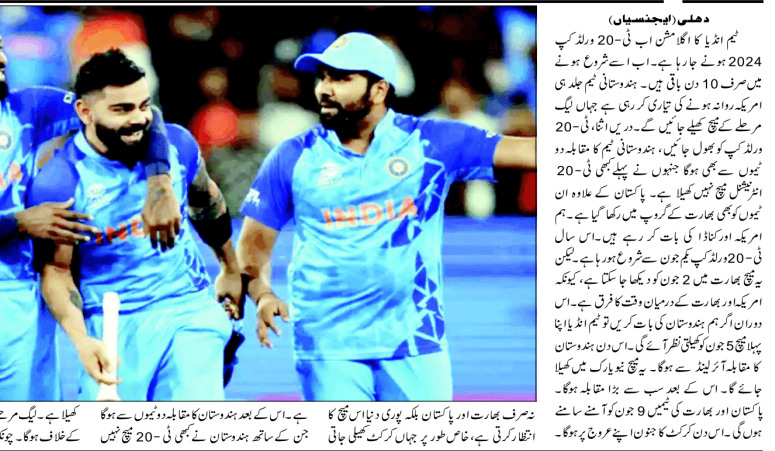 دھلی (ایجنسیاں)
ٹیم انڈیا کا اگلا مشن اب ٹی-20 ورلڈ کپ
2024 ہونے جا رہا ہے۔ اب اسے شروع ہونے
میں صرف 10 دن باقی ہیں۔ ہندوستانی ٹیم جلد ہی
امریکہ روانہ ہونے کی تیاری کر رہی ہے جہاں لیگ
مرحلے کے میچ کھیلے جائیں گے۔ دریں اثنا، ٹی-20
ورلڈ کپ کو بھول جائیں، ہندوستانی ٹیم کا مقابلہ دو
ٹیموں سے بھی ہوگا جنہوں نے پہلے کبھی ٹی-20
انٹرنیشنل میچ نہیں کھیلا ہے۔ پاکستان کے علاوہ ان
ٹیموں کو بھی بھارت کے گروپ میں رکھا گیا ہے۔ ہم
امریکہ اور کناڈا کی بات کر رہے ہیں۔ اس سال
ٹی-20 ورلڈ کپ یکم جون سے شروع ہو رہا ہے۔ لیکن
یہ میچ بھارت میں 2 جون کو دیکھا جا سکتا ہے، کیونکہ
امریکہ اور بھارت کے درمیان وقت کا فرق ہے۔ اس
دوران اگر ہم ہندوستان کی بات کریں تو ٹیم انڈیا اپنا
پہلا میچ 5 جون کو کھیلتی نظر آئے گی۔ اس دن ہندوستان
کا مقابلہ آئرلینڈ سے ہوگا۔ یہ میچ نیویارک میں کھیلا
جائے گا۔ اس کے بعد سب سے بڑا مقابلہ ہوگا۔
پاکستان اور بھارت کی ٹیمیں 9 جون کو آمنے سامنے
ہوں گی۔ اس دن کرکٹ کا جنون اپنے عروج پر ہوگا۔
INDIA
نہ صرف بھارت اور پاکستان بلکہ پوری دنیا اس میچ کا
انتظار کرتی ہے، خاص طور پر جہاں کرکٹ کھیلی جاتی
ہے۔ اس کے بعد ہندوستان کا مقابلہ دو ٹیموں سے ہوگا
جن کے ساتھ ہندوستان نے کبھی ٹی-20 میچ نہیں
کھیلا ہے۔ لیگ
کے خلاف ہوگا۔